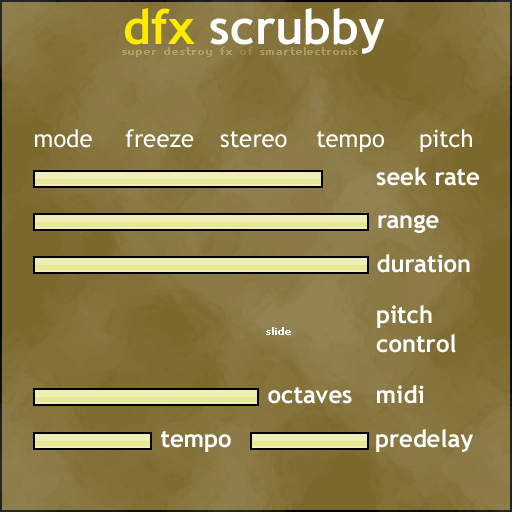 dfx scrubby
super destroy fx of smartelectronix
mode freeze stereo tempo pitch
seek rate
range
duration
slide
pitch
control
octaves midi
tempo predelay